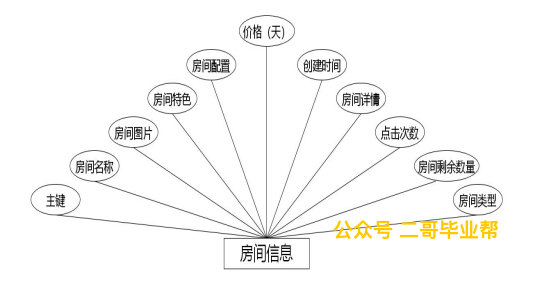 价格（天）
房间配置
创建时间
房间特色
房间详情
房间图片
点击次数
房间名称
房间剩余数量
主键
房间类型
公众号 二哥毕业帮
房间信息